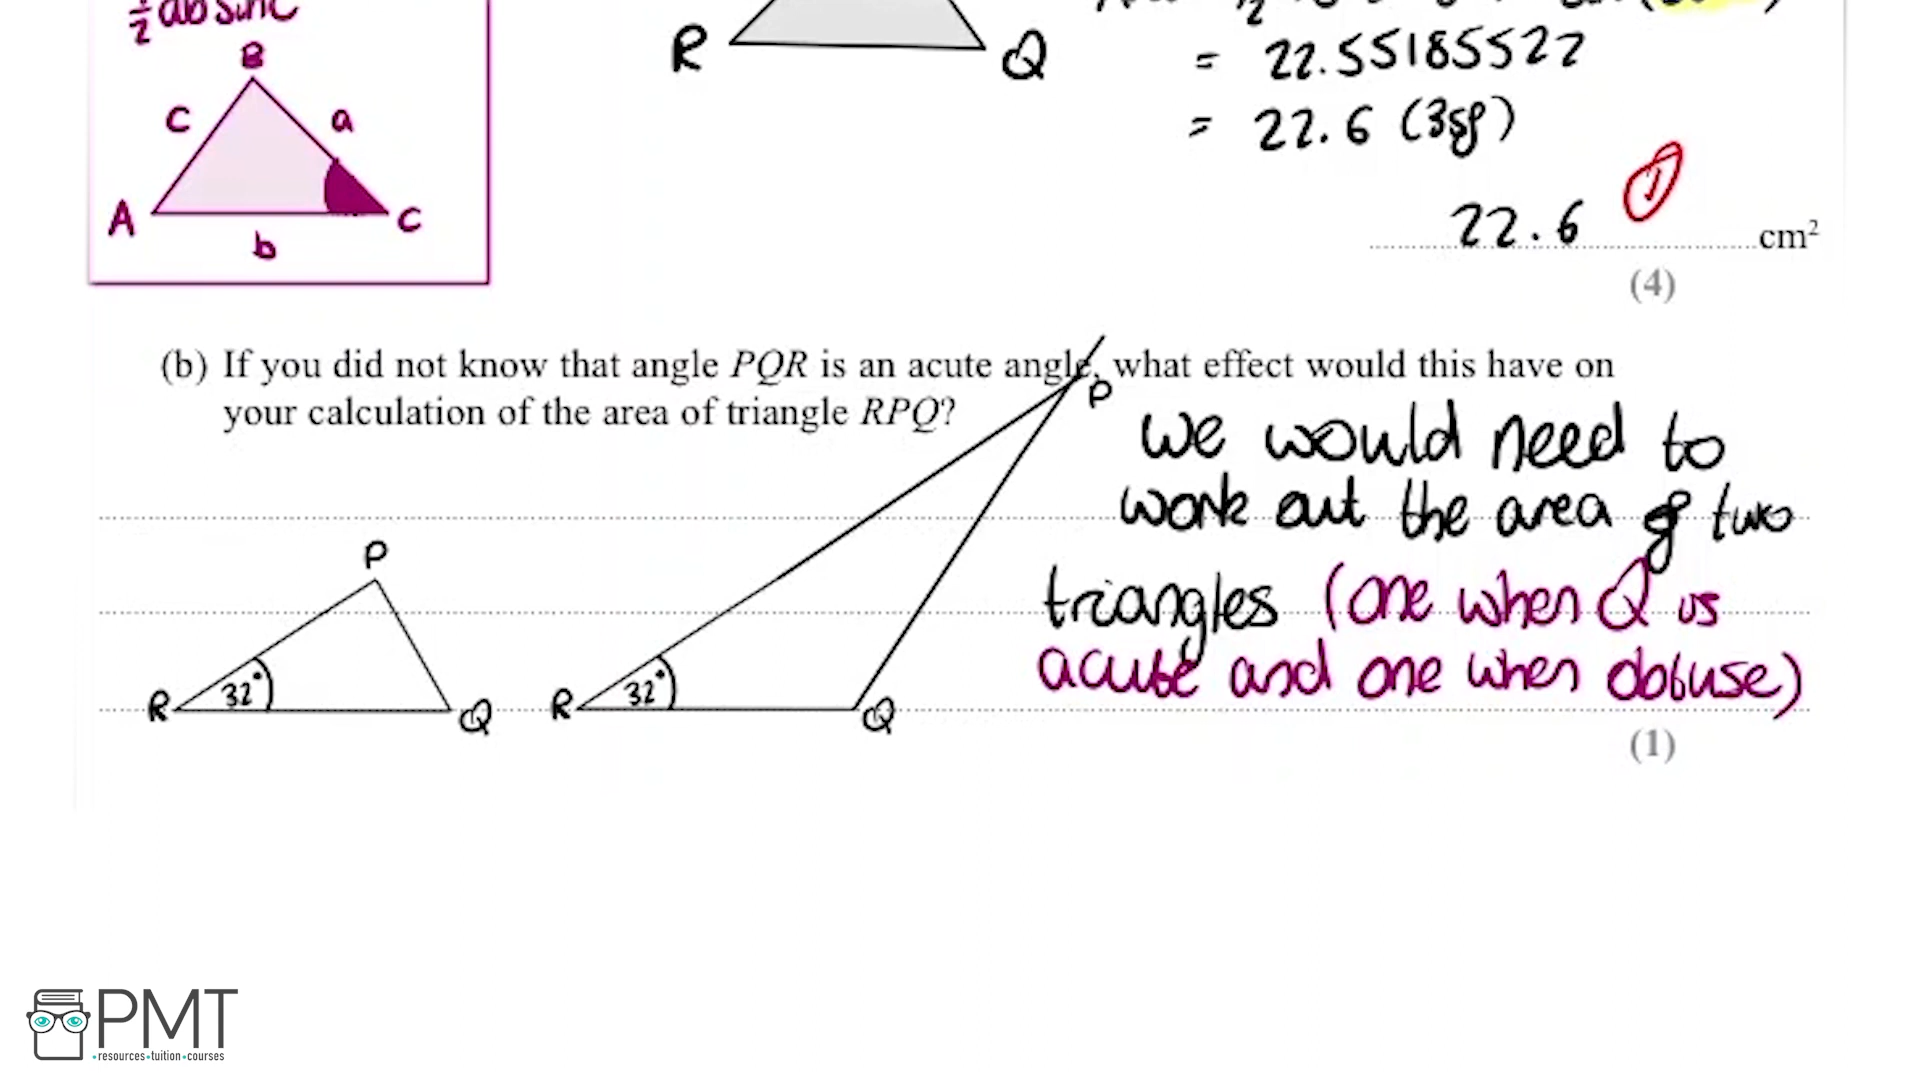 ½ab sinC
B
c
a
A
C
b
R
Q
= 22.55185522
= 22.6 (3sf)
22.6 ① cm²
(4)
(b) If you did not know that angle PQR is an acute angle, what effect would this have on
your calculation of the area of triangle RPQ?
P
we would need to
work out the area of two
triangles (one when Q is
acute and one when obtuse)
P
R 32° Q
R 32° Q
(1)
PMT
•resources•tuition•courses